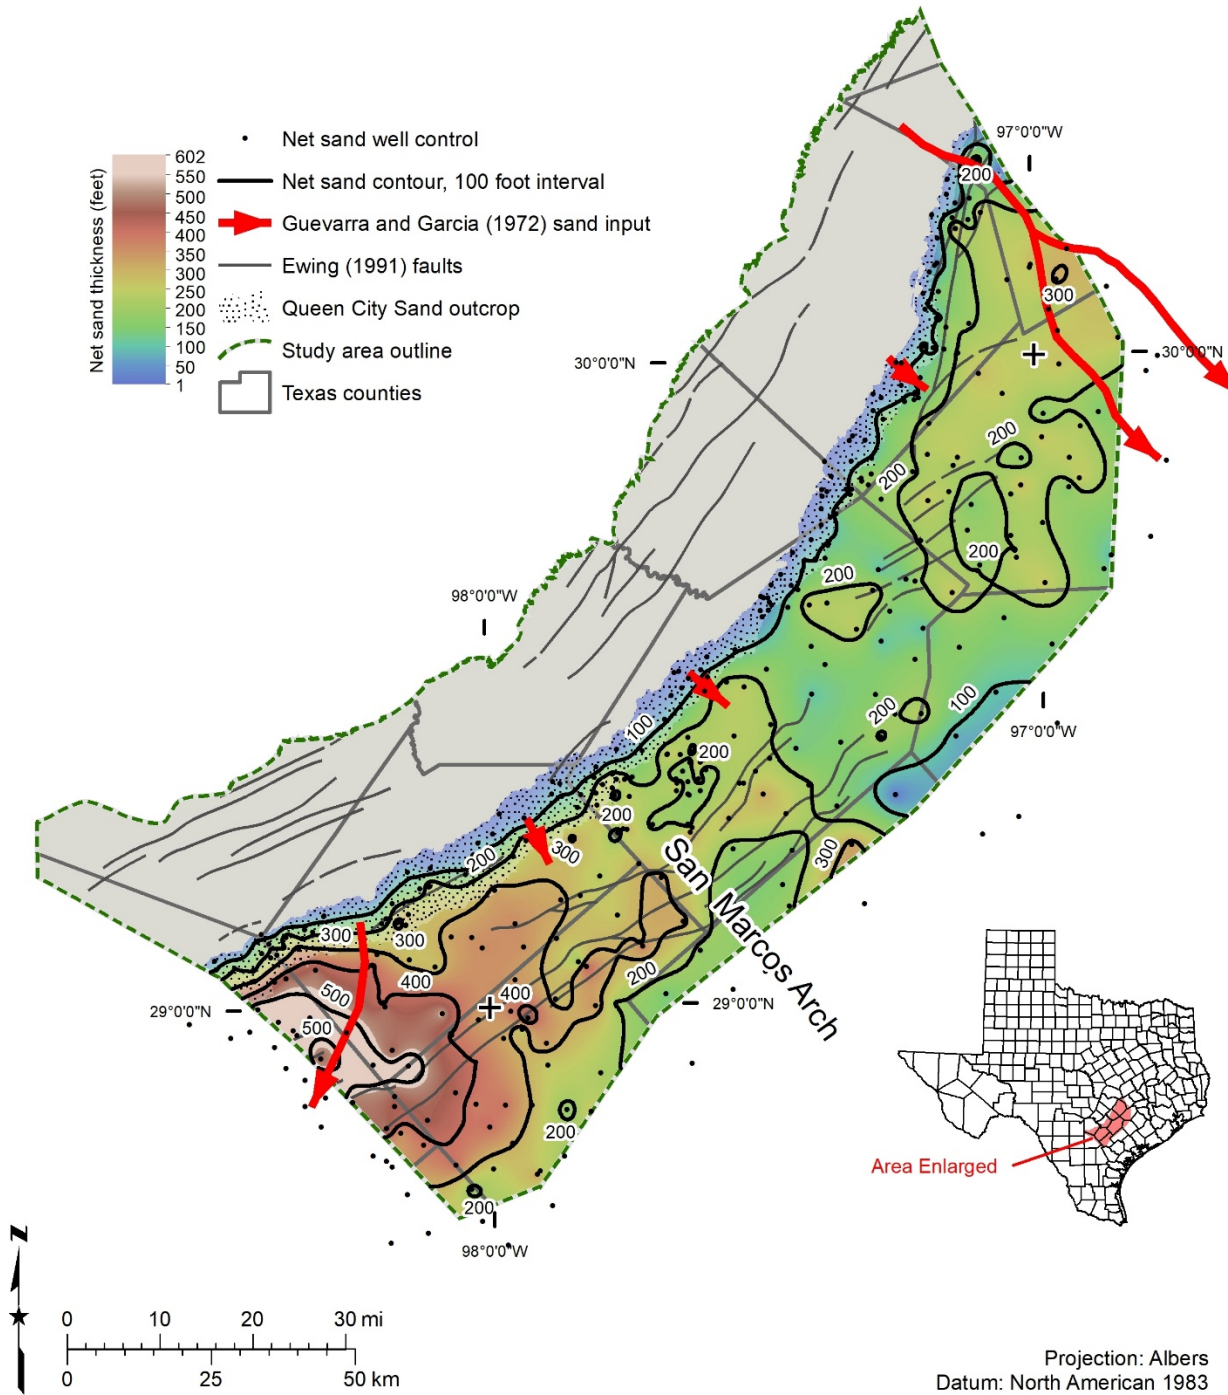 Net sand well control
Net sand contour, 100 foot interval
Guevarra and Garcia (1972) sand input
Ewing (1991) faults
Queen City Sand outcrop
Study area outline
Texas counties
Net sand thickness (feet)
602
550
500
450
400
350
300
250
200
150
100
50
1
97°0'0"W
200
300
30°0'0"N
30°0'0"N
200
200
200
200
98°0'0"W
100
97°0'0"W
200
100
200
200
300
200
300
San Marcos Arch
300
300
200
400
400
500
500
29°0'0"N
29°0'0"N
200
200
98°0'0"W
Area Enlarged
N
0 10 20 30 mi
0 25 50 km
Projection: Albers
Datum: North American 1983